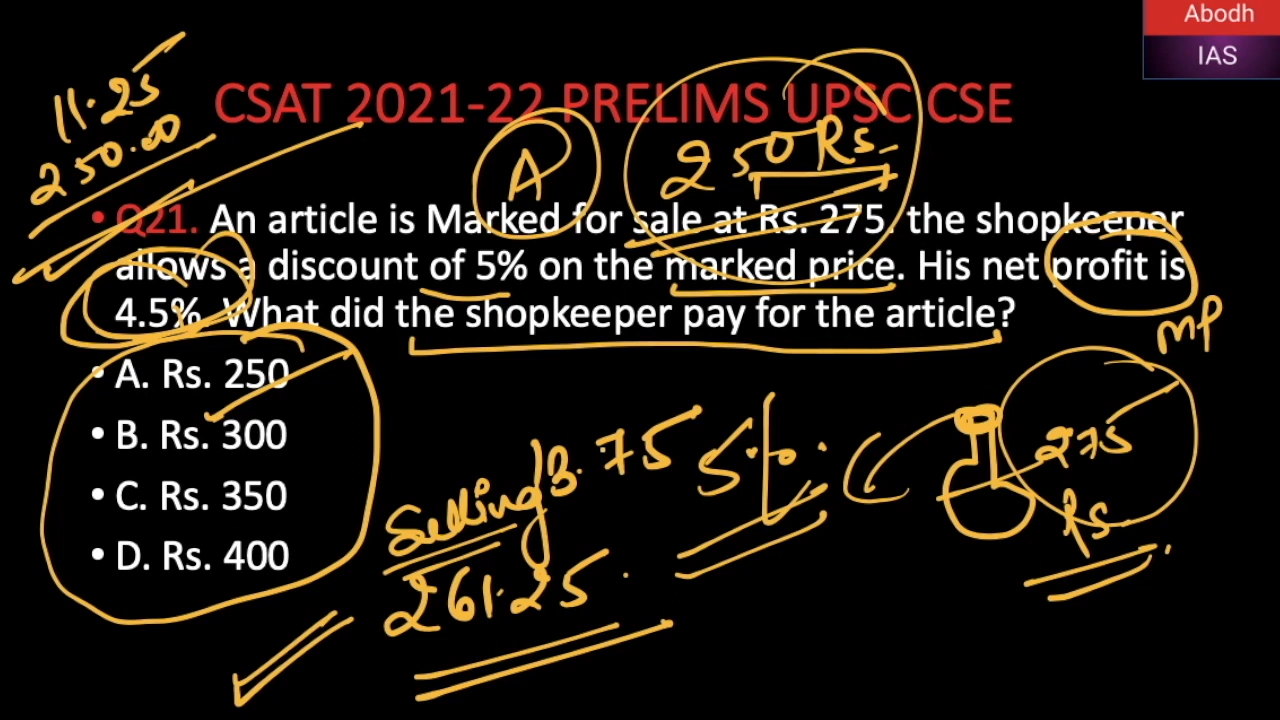 Abodh
IAS
CSAT 2021-22 PRELIMS UPSC CSE
11.25
250.00
A
250 Rs.
• Q21. An article is Marked for sale at Rs. 275. the shopkeeper
allows a discount of 5% on the marked price. His net profit is
4.5%. What did the shopkeeper pay for the article?
MP
• A. Rs. 250
• B. Rs. 300
• C. Rs. 350
• D. Rs. 400
13.75
5%
275
Rs.
Selling
261.25